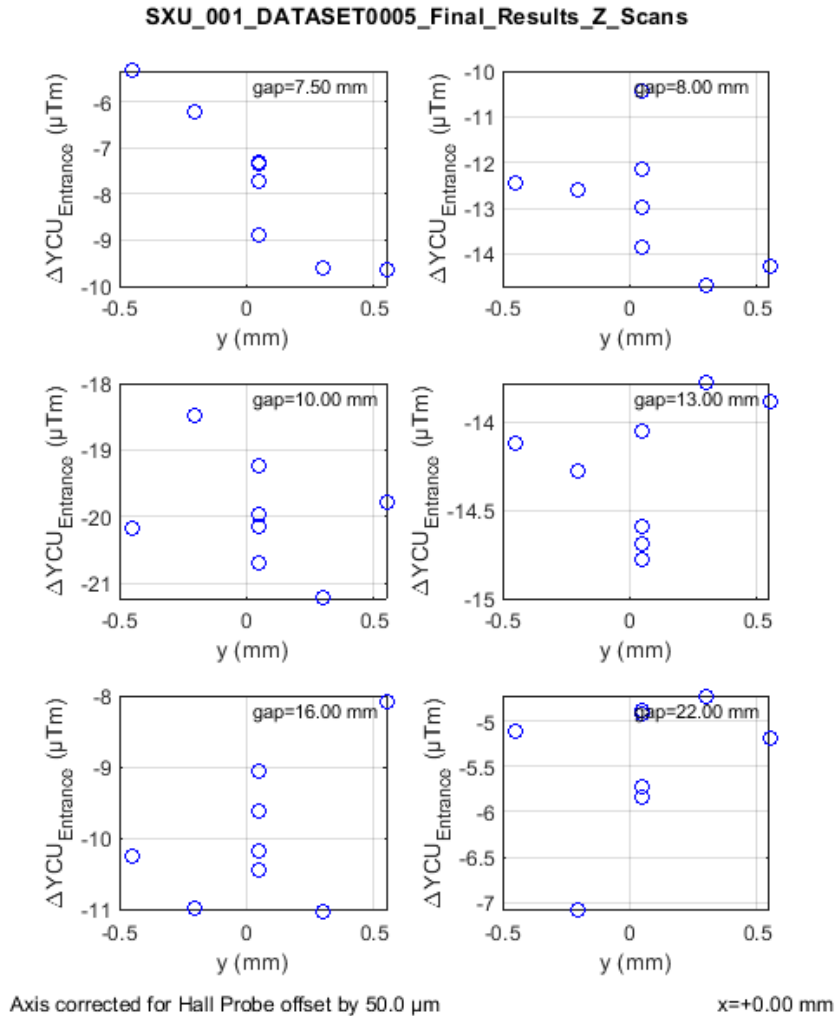 SXU_001_DATASET0005_Final_Results_Z_Scans
gap=7.50 mm
ΔYCU_Entrance (µTm)
-6
-7
-8
-9
-10
-0.5 0 0.5
y (mm)
gap=8.00 mm
ΔYCU_Entrance (µTm)
-10
-11
-12
-13
-14
-0.5 0 0.5
y (mm)
gap=10.00 mm
ΔYCU_Entrance (µTm)
-18
-19
-20
-21
-0.5 0 0.5
y (mm)
gap=13.00 mm
ΔYCU_Entrance (µTm)
-14
-14.5
-15
-0.5 0 0.5
y (mm)
gap=16.00 mm
ΔYCU_Entrance (µTm)
-8
-9
-10
-11
-0.5 0 0.5
y (mm)
gap=22.00 mm
ΔYCU_Entrance (µTm)
-5
-5.5
-6
-6.5
-7
-0.5 0 0.5
y (mm)
Axis corrected for Hall Probe offset by 50.0 µm
x=+0.00 mm